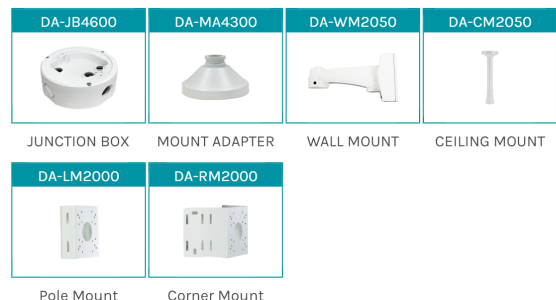 DA-JB4600
DA-MA4300
DA-WM2050
DA-CM2050
JUNCTION BOX
MOUNT ADAPTER
WALL MOUNT
CEILING MOUNT
DA-LM2000
DA-RM2000
Pole Mount
Corner Mount